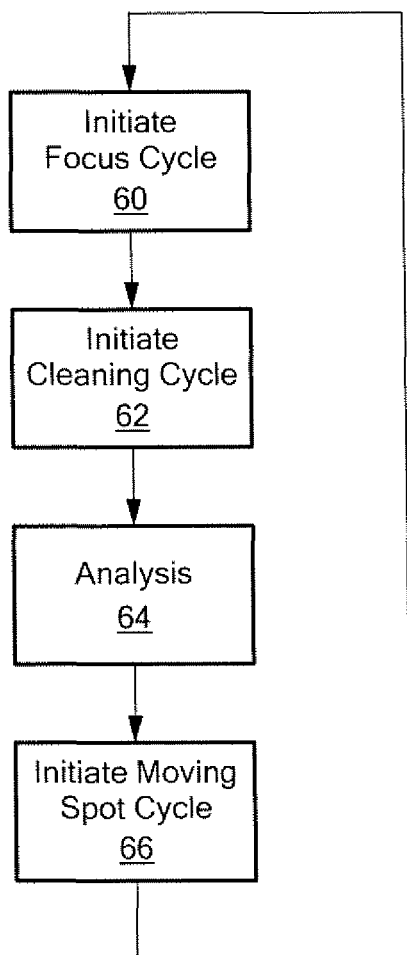 Initiate
Focus Cycle
60
Initiate
Cleaning Cycle
62
Analysis
64
Initiate Moving
Spot Cycle
66